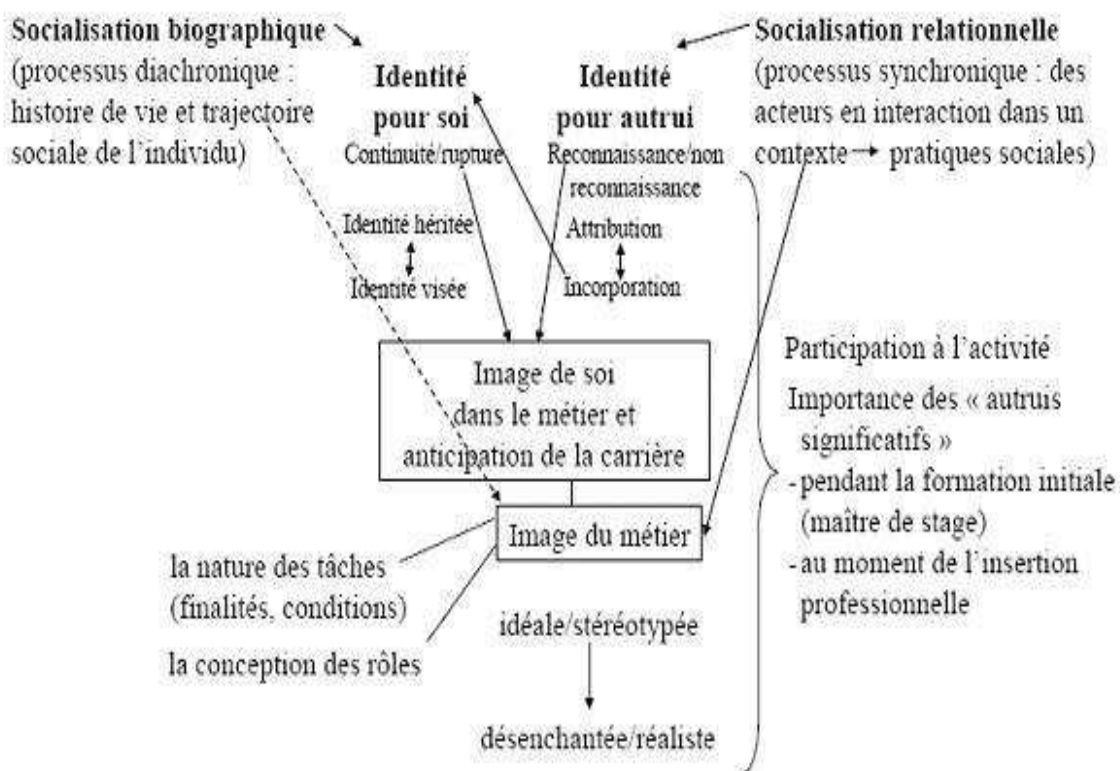 Socialisation biographique
(processus diachronique :
histoire de vie et trajectoire
sociale de l'individu)
Identité
pour soi
Continuité/rupture
Identité héritée
Identité visée
Identité
pour autrui
Reconnaissance/non
reconnaissance
Attribution
Incorporation
Socialisation relationnelle
(processus synchronique : des
acteurs en interaction dans un
contexte → pratiques sociales)
Image de soi
dans le métier et
anticipation de la carrière
Image du métier
la nature des tâches
(finalités, conditions)
la conception des rôles
idéale/stéréotypée
désenchantée/réaliste
Participation à l'activité
Importance des « autruis
significatifs »
- pendant la formation initiale
(maître de stage)
- au moment de l'insertion
professionnelle